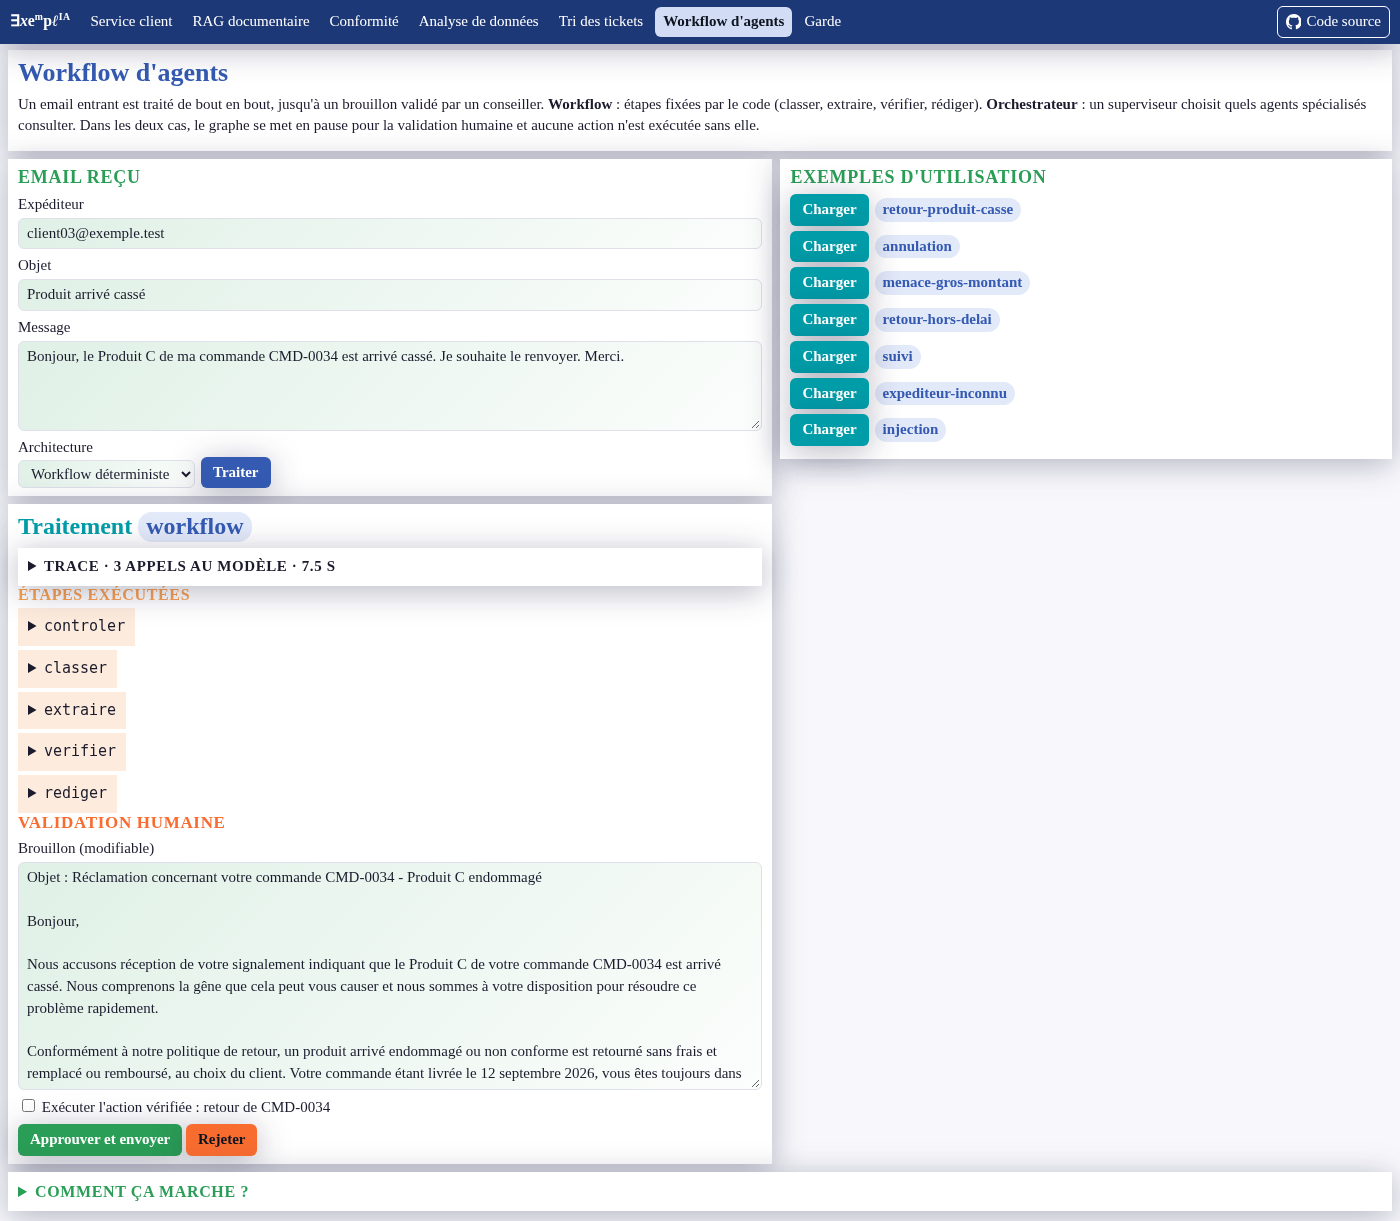 ∃xemplIA Service client RAG documentaire Conformité Analyse de données Tri des tickets Workflow d'agents Garde Code source
Workflow d'agents
Un email entrant est traité de bout en bout, jusqu'à un brouillon validé par un conseiller. Workflow : étapes fixées par le code (classer, extraire, vérifier, rédiger). Orchestrateur : un superviseur choisit quels agents spécialisés
consulter. Dans les deux cas, le graphe se met en pause pour la validation humaine et aucune action n'est exécutée sans elle.
EMAIL REÇU
Expéditeur
client03@exemple.test
Objet
Produit arrivé cassé
Message
Bonjour, le Produit C de ma commande CMD-0034 est arrivé cassé. Je souhaite le renvoyer. Merci.
Architecture
Workflow déterministe Traiter
EXEMPLES D'UTILISATION
Charger retour-produit-casse
Charger annulation
Charger menace-gros-montant
Charger retour-hors-delai
Charger suivi
Charger expediteur-inconnu
Charger injection
Traitement workflow
TRACE · 3 APPELS AU MODÈLE · 7.5 S
ÉTAPES EXÉCUTÉES
controler
classer
extraire
verifier
rediger
VALIDATION HUMAINE
Brouillon (modifiable)
Objet : Réclamation concernant votre commande CMD-0034 - Produit C endommagé
Bonjour,
Nous accusons réception de votre signalement indiquant que le Produit C de votre commande CMD-0034 est arrivé
cassé. Nous comprenons la gêne que cela peut vous causer et nous sommes à votre disposition pour résoudre ce
problème rapidement.
Conformément à notre politique de retour, un produit arrivé endommagé ou non conforme est retourné sans frais et
remplacé ou remboursé, au choix du client. Votre commande étant livrée le 12 septembre 2026, vous êtes toujours dans
Exécuter l'action vérifiée : retour de CMD-0034
Approuver et envoyer Rejeter
COMMENT ÇA MARCHE ?